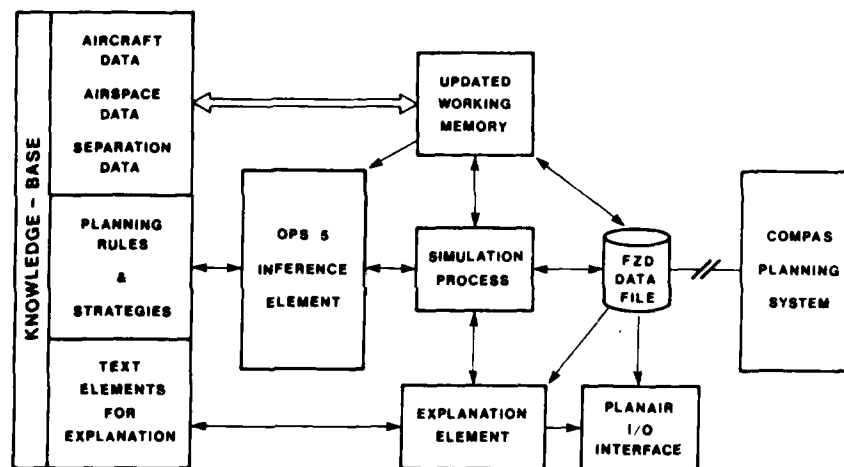 KNOWLEDGE - BASE
AIRCRAFT
DATA
AIRSPACE
DATA
SEPARATION
DATA
PLANNING
RULES
&
STRATEGIES
TEXT
ELEMENTS
FOR
EXPLANATION
UPDATED
WORKING
MEMORY
OPS 5
INFERENCE
ELEMENT
SIMULATION
PROCESS
FZD
DATA
FILE
COMPAS
PLANNING
SYSTEM
EXPLANATION
ELEMENT
PLANAIR
I/O
INTERFACE